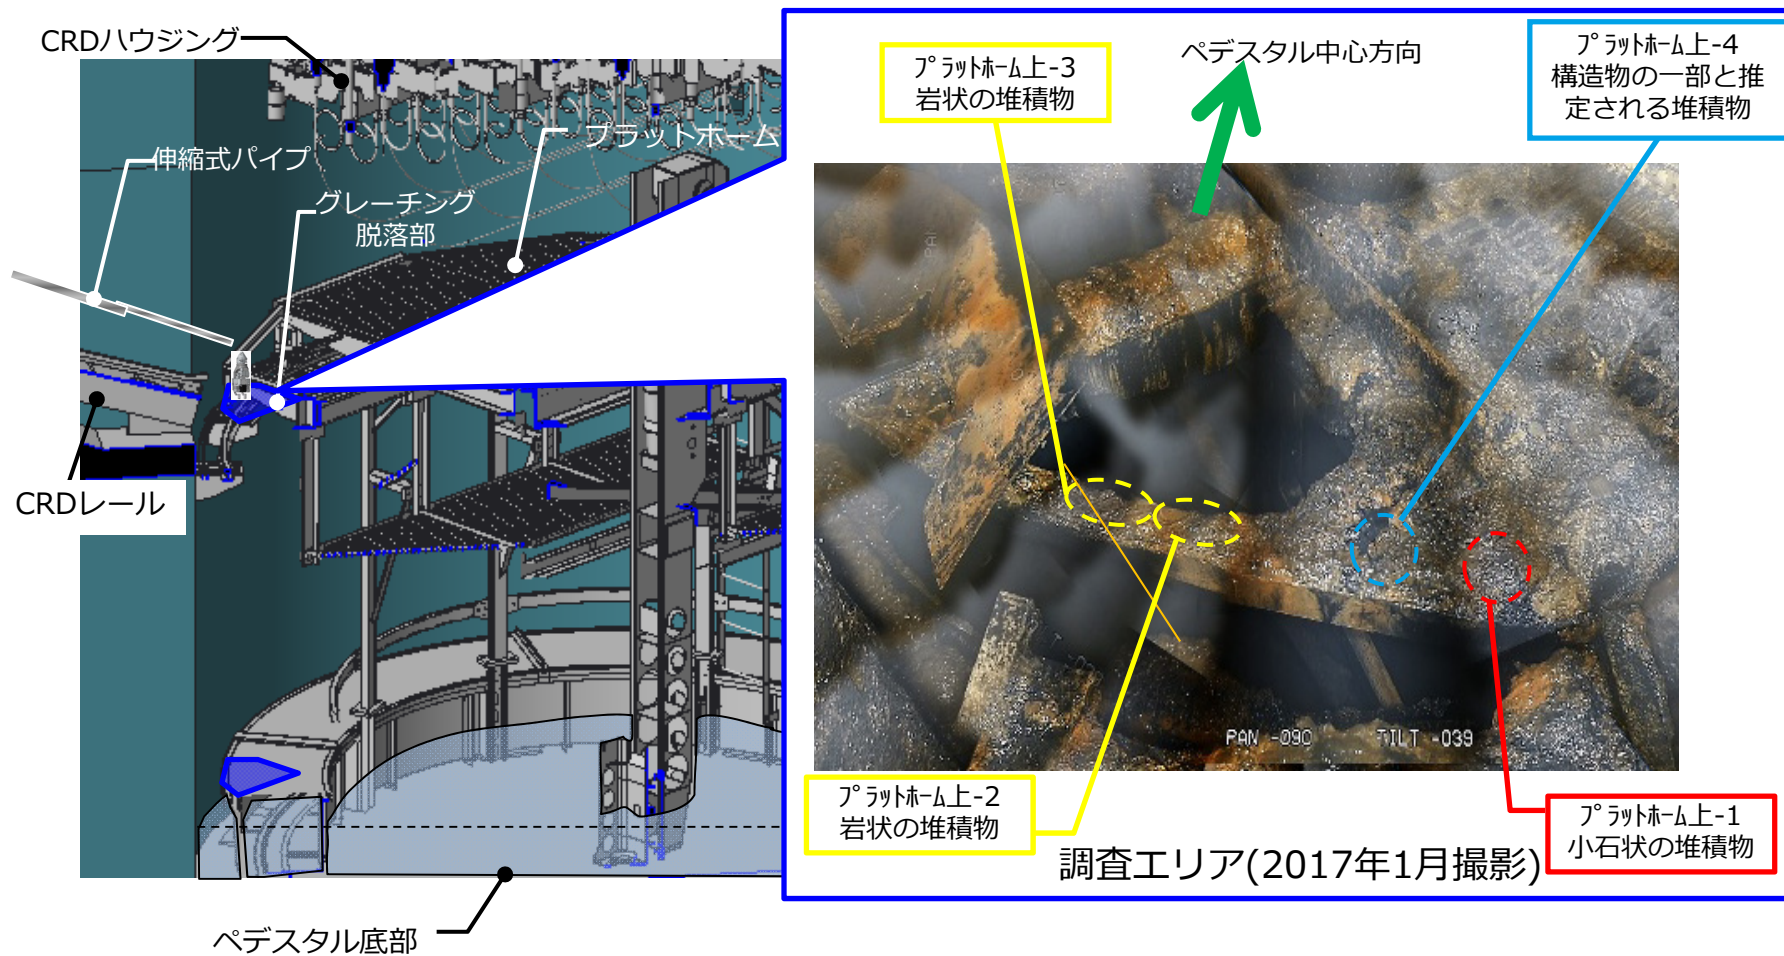 CRDハウジング
伸縮式パイプ
プラットホーム
グレーチング
脱落部
CRDレール
ペデスタル底部
プラットホーム上-3
岩状の堆積物
ペデスタル中心方向
プラットホーム上-4
構造物の一部と推
定される堆積物
PAN -090 TILT -039
プラットホーム上-2
岩状の堆積物
プラットホーム上-1
小石状の堆積物
調査エリア(2017年1月撮影)